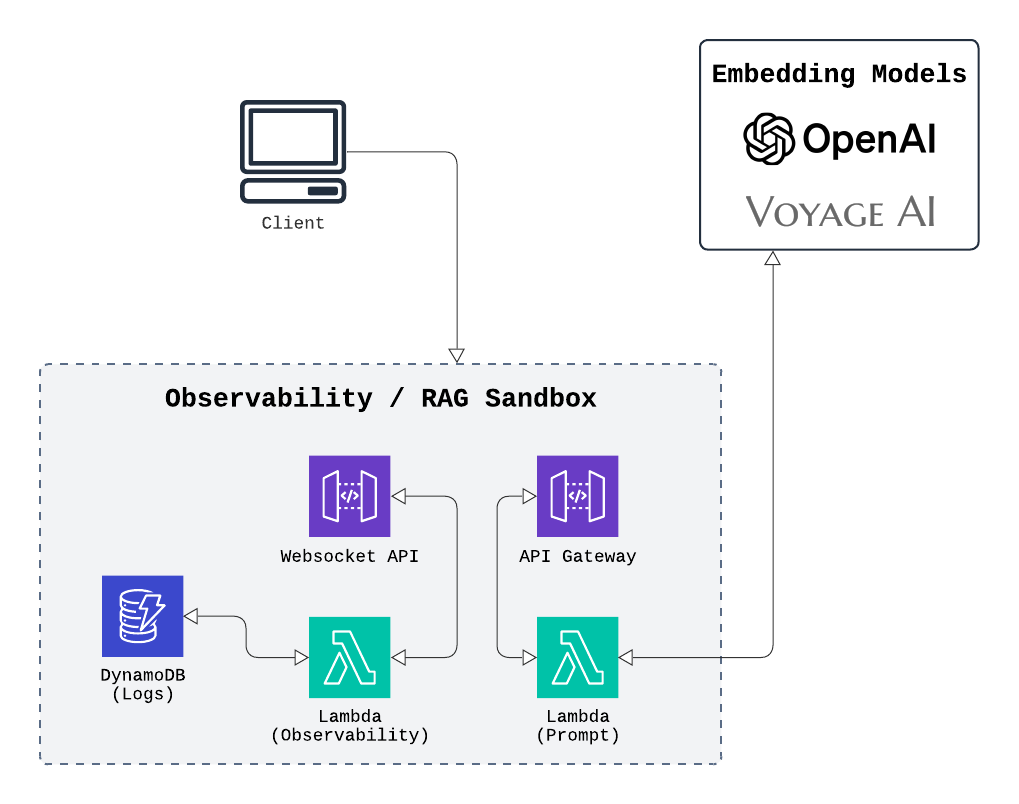 Embedding Models
OpenAI
VOYAGE AI
Client
Observability / RAG Sandbox
Websocket API
API Gateway
DynamoDB
(Logs)
Lambda
(Observability)
Lambda
(Prompt)